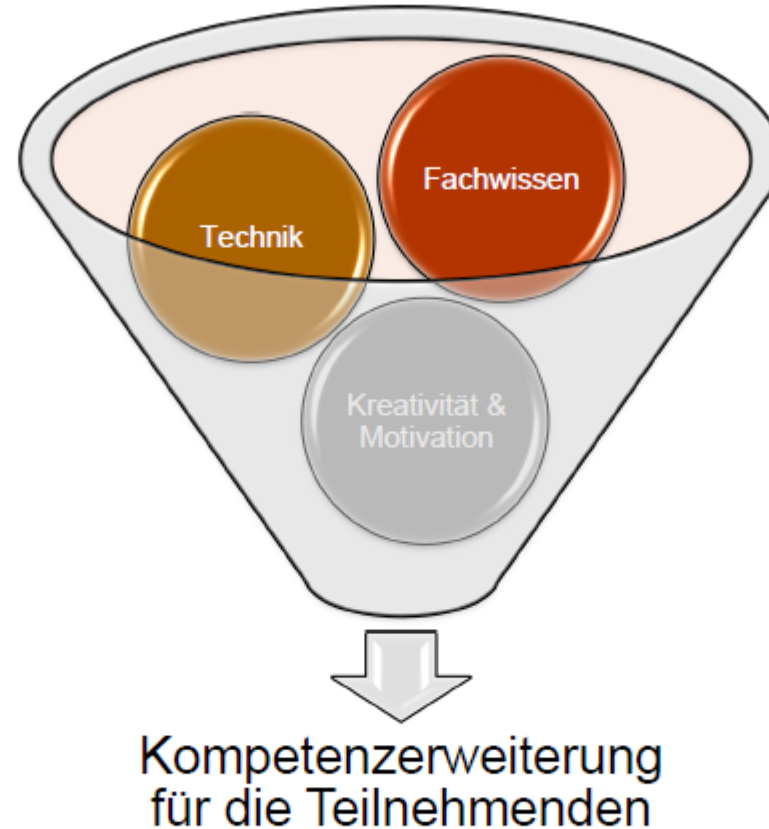 Fachwissen
Technik
Kreativität &
Motivation
Kompetenzerweiterung
für die Teilnehmenden